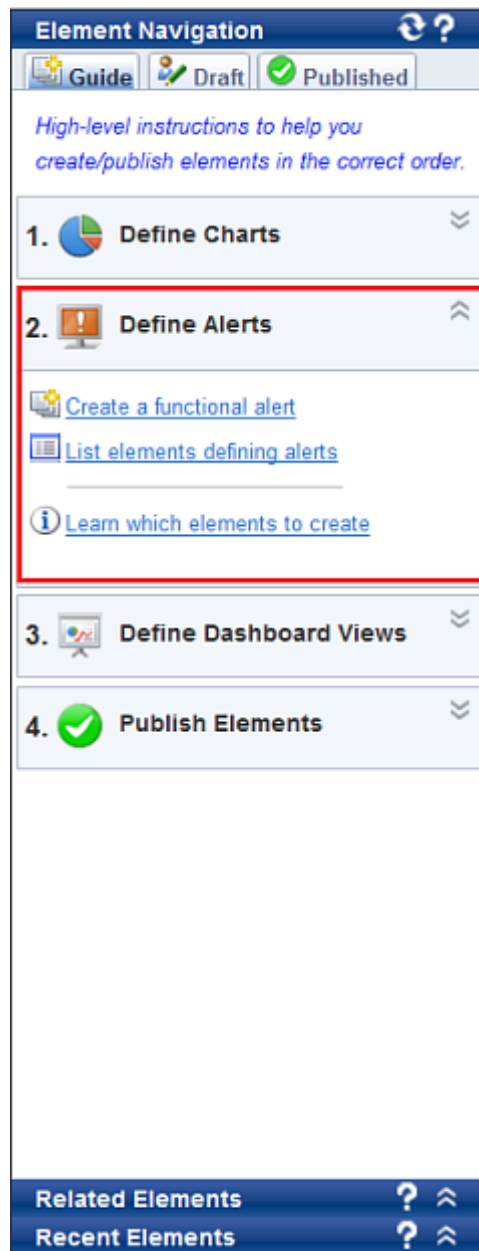 Element Navigation
Guide Draft Published
High-level instructions to help you
create/publish elements in the correct order.
1. Define Charts
2. Define Alerts
Create a functional alert
List elements defining alerts
Learn which elements to create
3. Define Dashboard Views
4. Publish Elements
Related Elements
Recent Elements